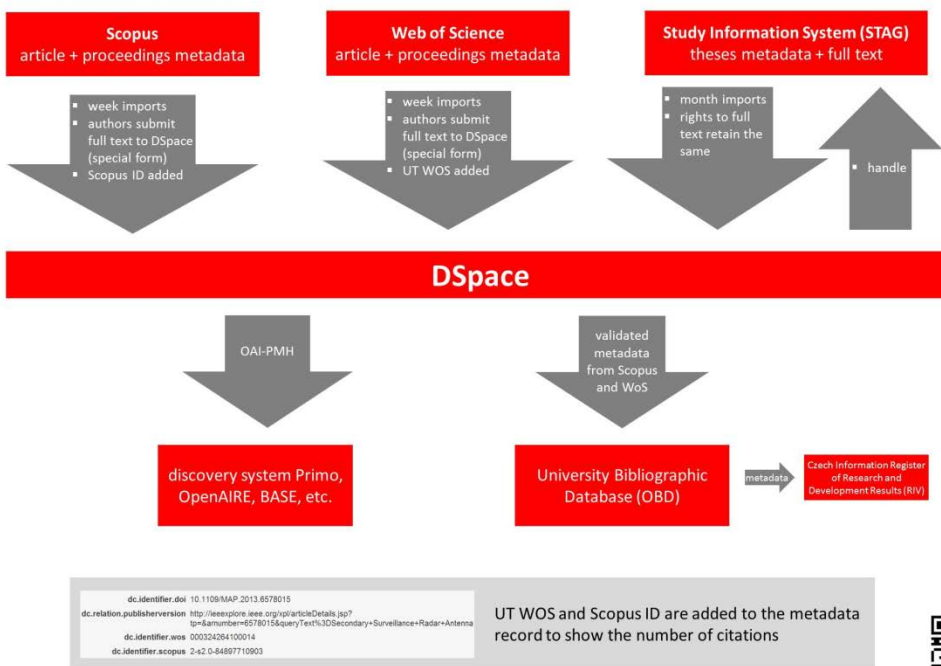 Scopus
article + proceedings metadata
Web of Science
article + proceedings metadata
Study Information System (STAG)
theses metadata + full text
▪ week imports
▪ authors submit
full text to DSpace
(special form)
▪ Scopus ID added
▪ week imports
▪ authors submit
full text to DSpace
(special form)
▪ UT WOS added
▪ month imports
▪ rights to full
text retain the
same
▪ handle
DSpace
OAI-PMH
validated
metadata
from Scopus
and WoS
discovery system Primo,
OpenAIRE, BASE, etc.
University Bibliographic
Database (OBD)
metadata
Czech Information Register
of Research and
Development Results (RIV)
dc.identifier.doi 10.1109/MAP.2013.6578015
dc.relation.publisherversion http://ieeexplore.ieee.org/xpl/articleDetails.jsp?
tp=&arnumber=6578015&queryText%3DSecondary+Surveillance+Radar+Antenna
dc.identifier.wos 000324264100014
dc.identifier.scopus 2-s2.0-84897710903
UT WOS and Scopus ID are added to the metadata
record to show the number of citations